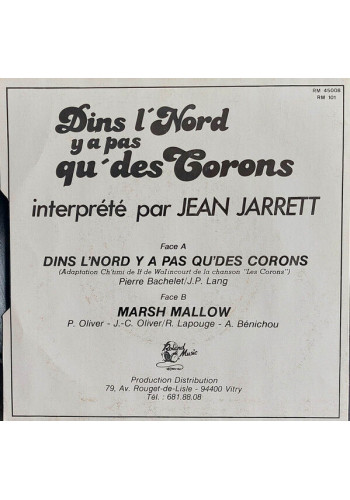 RM 45008
RM 101
Dins l'Nord
y a pas
qu'des Corons
interprété par JEAN JARRETT
Face A
DINS L'NORD Y A PAS QU'DES CORONS
(Adaptation Ch'timi de If de Walincourt de la chanson "Les Corons")
Pierre Bachelet/J.P. Lang
Face B
MARSH MALLOW
P. Oliver - J.-C. Oliver/R. Lapouge - A. Bénichou
Roland
Music
Production Distribution
79, Av. Rouget-de-Lisle - 94400 Vitry
Tél. : 681.88.08